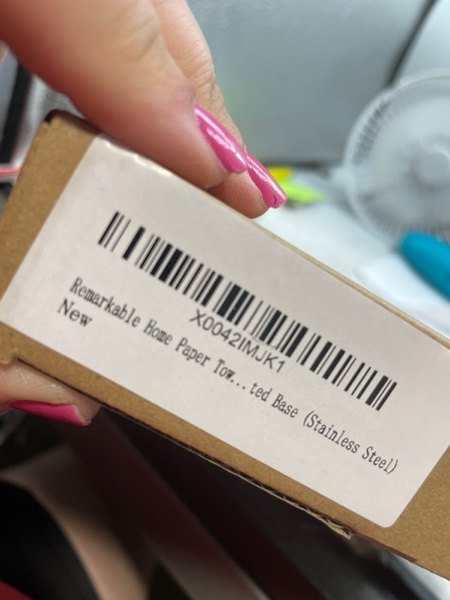 X0042IMJK1
Remarkable Home Paper Tow...ted Base (Stainless Steel)
New